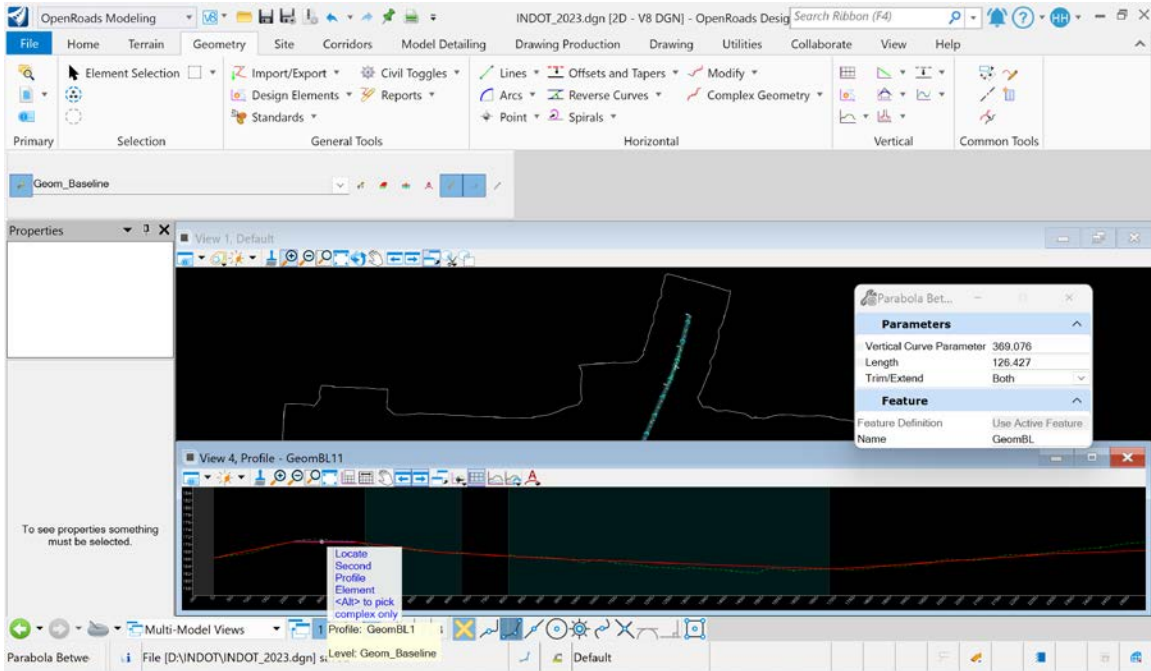 OpenRoads Modeling
INDOT_2023.dgn [2D - V8 DGN] - OpenRoads Desig
Search Ribbon (F4)
HH
File Home Terrain Geometry Site Corridors Model Detailing Drawing Production Drawing Utilities Collaborate View Help
Element Selection
Import/Export
Civil Toggles
Lines
Offsets and Tapers
Modify
Design Elements
Reports
Arcs
Reverse Curves
Complex Geometry
Standards
Point
Spirals
Primary
Selection
General Tools
Horizontal
Vertical
Common Tools
Geom_Baseline
Properties
To see properties something
must be selected.
View 1, Default
Parabola Bet...
Parameters
Vertical Curve Parameter 369.076
Length 126.427
Trim/Extend Both
Feature
Feature Definition Use Active Feature
Name GeomBL
View 4, Profile - GeomBL11
Locate
Second
Profile
Element
<Alt> to pick
complex only
Profile: GeomBL1
Level: Geom_Baseline
Multi-Model Views
1
Parabola Betwe
File [D:\INDOT\INDOT_2023.dgn] s
Default